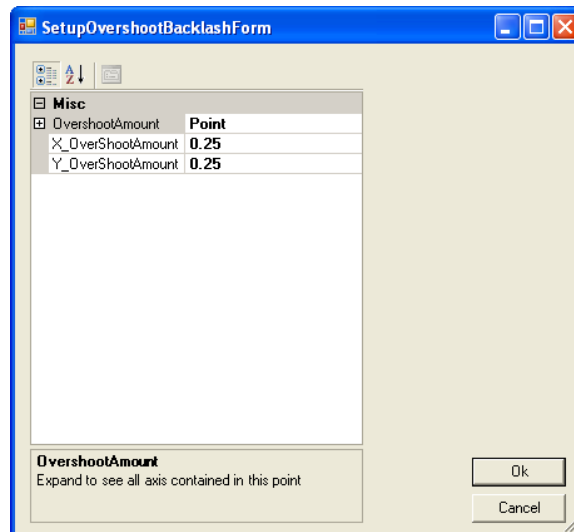 SetupOvershootBacklashForm
Misc
OvershootAmount Point
X_OverShootAmount 0.25
Y_OverShootAmount 0.25
OvershootAmount
Expand to see all axis contained in this point
Ok
Cancel